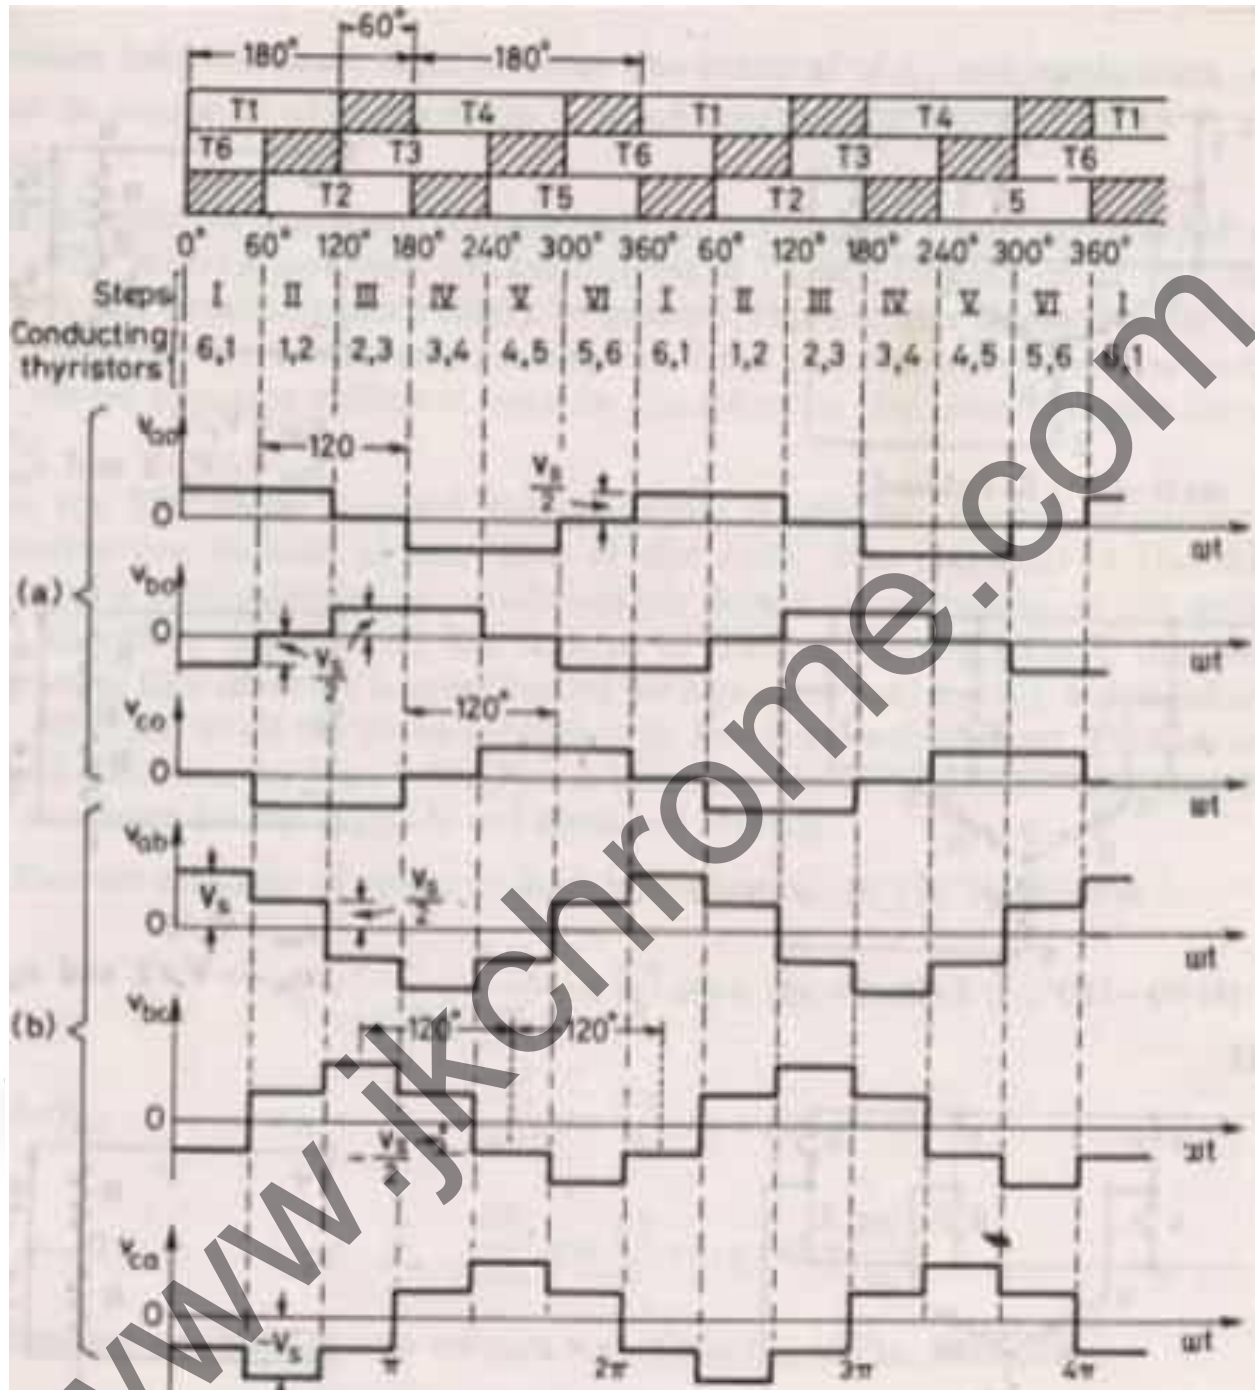 60°
180° 180°
T1 T4 T1 T4 T1
T6 T3 T6 T3 T6
T2 T5 T2 .5
0° 60° 120° 180° 240° 300° 360° 60° 120° 180° 240° 300° 360°
Steps I II III IV V VI I II III IV V VI I
Conducting thyristors 6,1 1,2 2,3 3,4 4,5 5,6 6,1 1,2 2,3 3,4 4,5 5,6 6,1
(a)
Vao
120
Vs/2
0
ωt
Vbo
0
Vs/2
ωt
Vco
120°
0
ωt
(b)
Vab
Vs
Vs/2
0
ωt
Vbc
120° 120°
0
-Vs/2
ωt
Vca
0
-Vs
ωt
π 2π 3π 4π
www.jkchrome.com